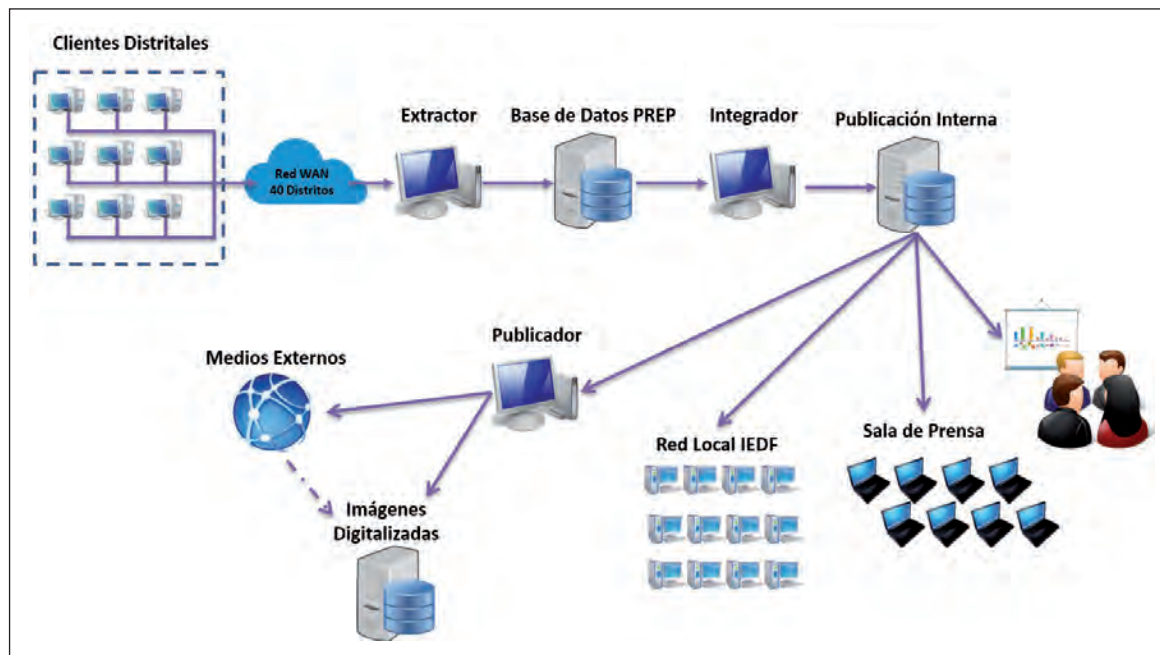 Clientes Distritales
Red WAN
40 Distritos
Extractor
Base de Datos PREP
Integrador
Publicación Interna
Publicador
Medios Externos
Imágenes
Digitalizadas
Red Local IEDF
Sala de Prensa